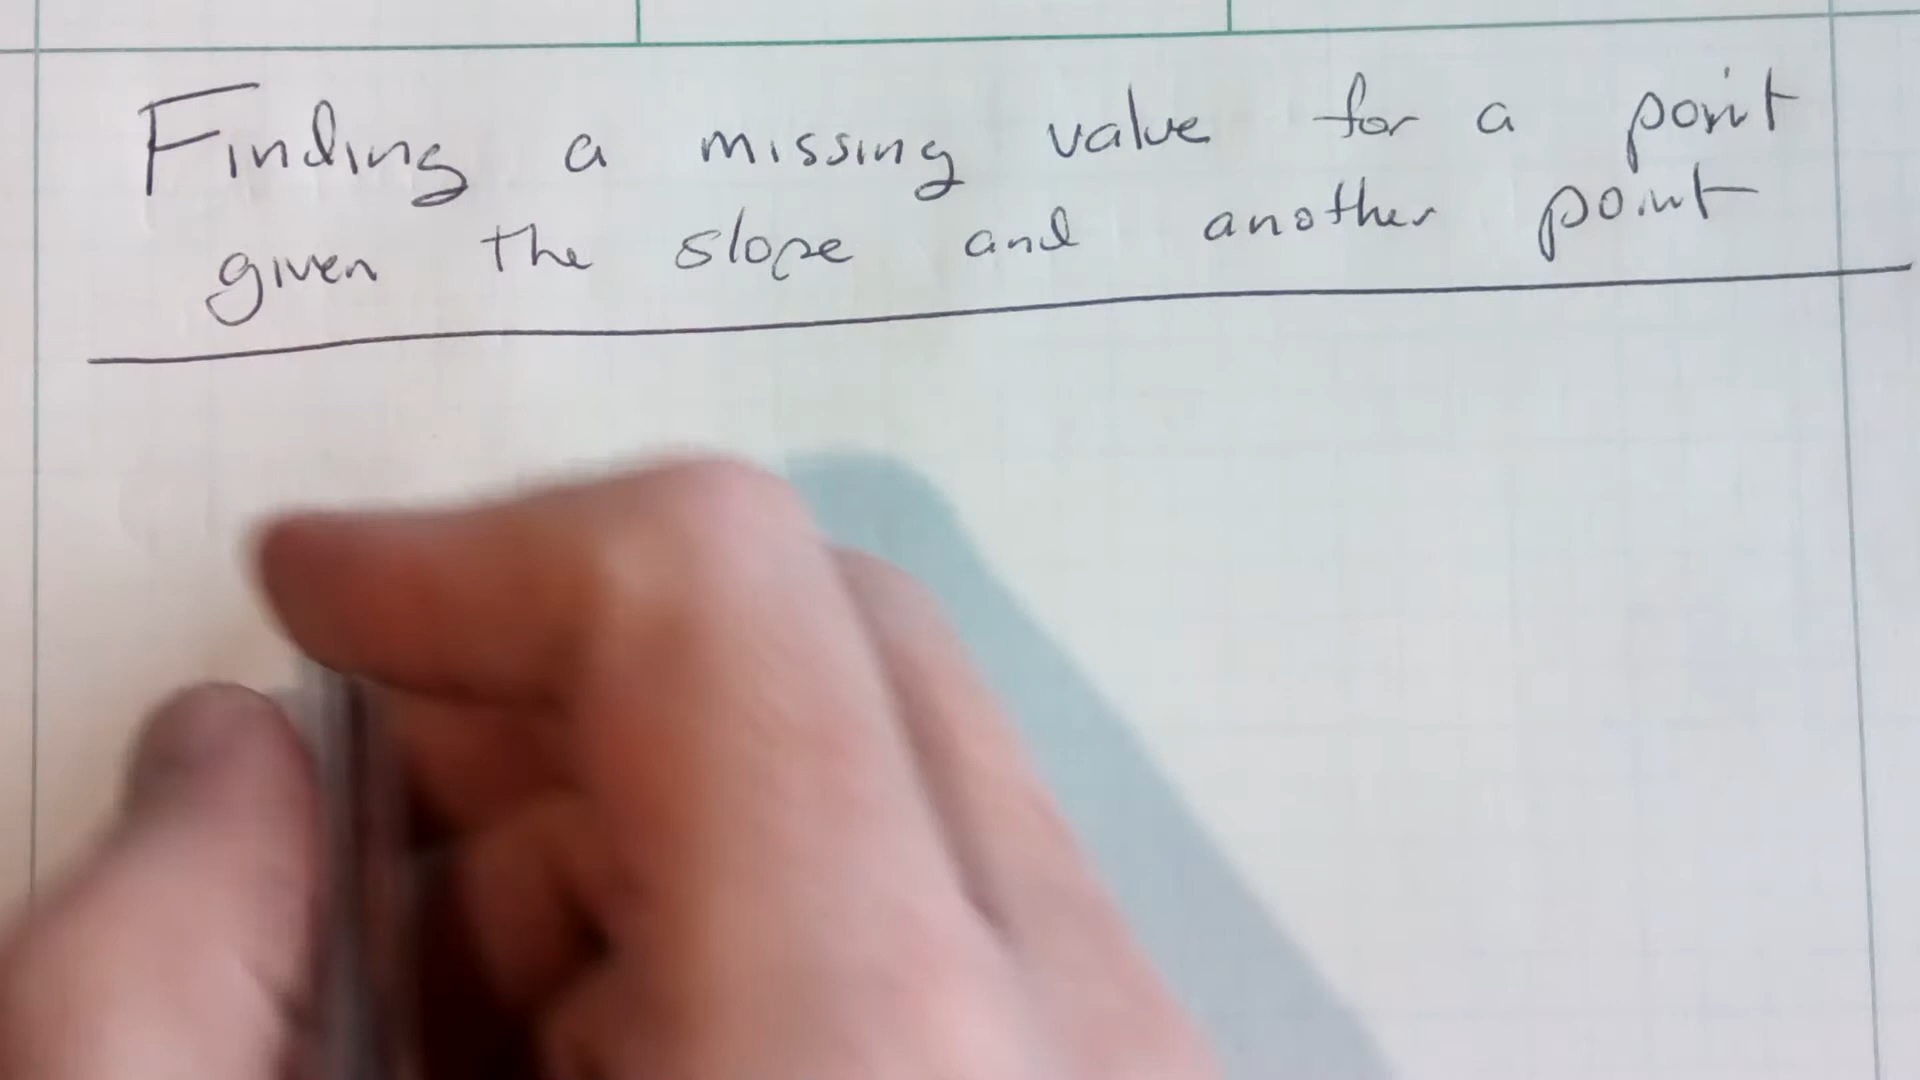 Finding a missing value for a point
given the slope and another point